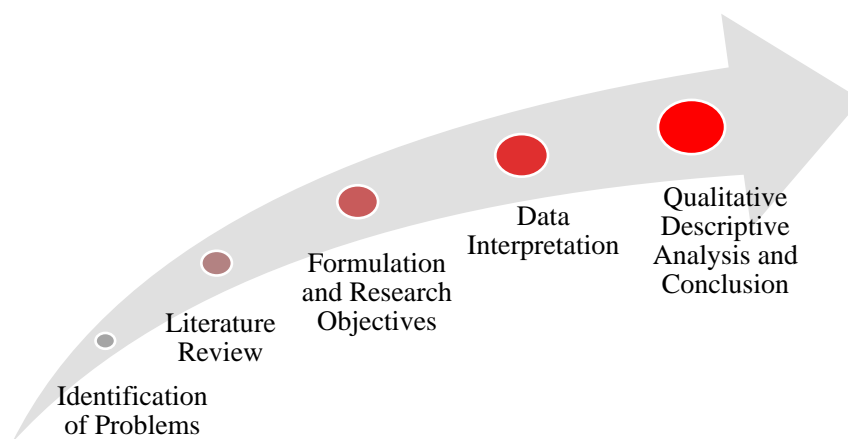 Identification
of Problems
Literature
Review
Formulation
and Research
Objectives
Data
Interpretation
Qualitative
Descriptive
Analysis and
Conclusion